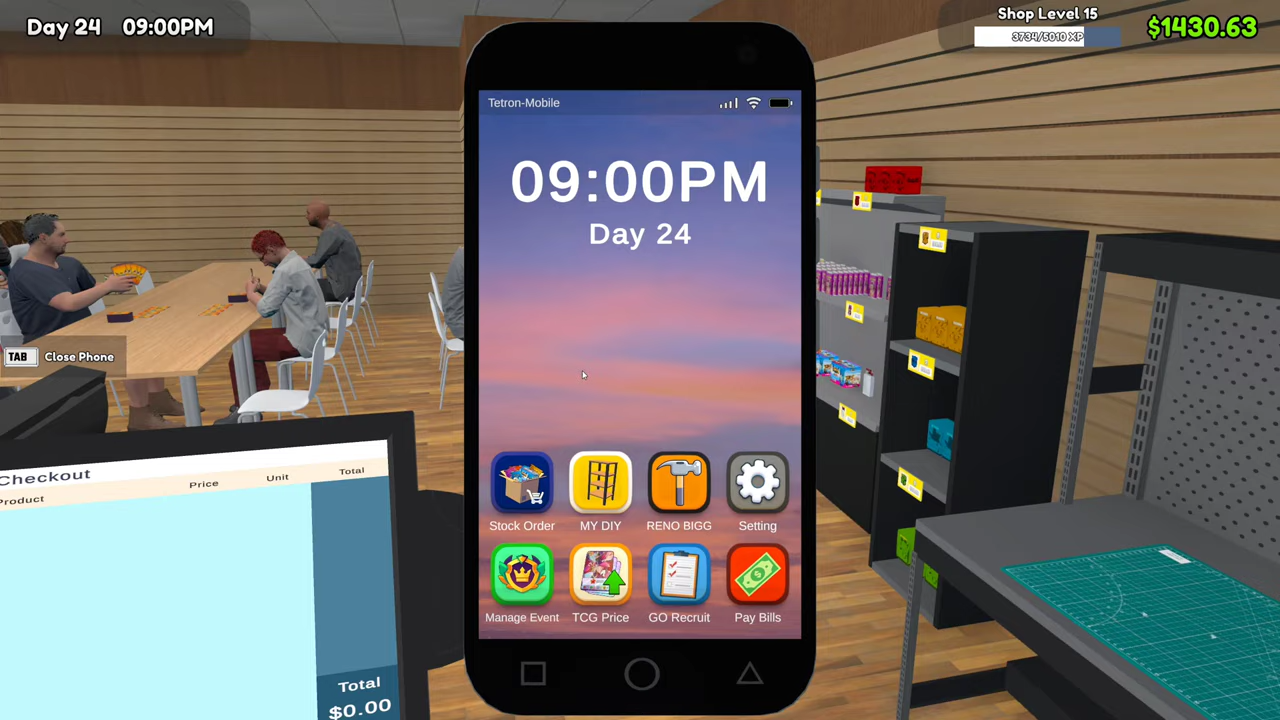 Day 24 09:00PM
Shop Level 15
3734/5010 XP
$1430.63
Tetron-Mobile
09:00PM
Day 24
TAB Close Phone
Stock Order
MY DIY
RENO BIGG
Setting
Manage Event
TCG Price
GO Recruit
Pay Bills
Checkout
Product Price Unit Total
Total
$0.00